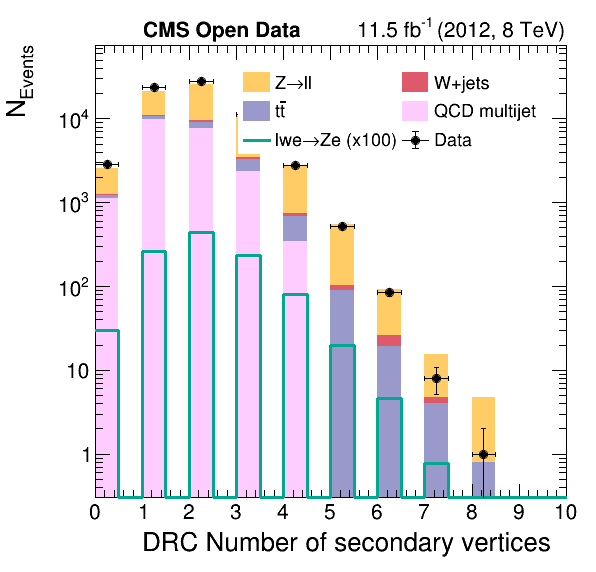 CMS Open Data 11.5 fb⁻¹ (2012, 8 TeV)
N_Events
Z→ll W+jets
tt̄ QCD multijet
lwe→Ze (x100) Data
10⁴
10³
10²
10
1
0 1 2 3 4 5 6 7 8 9 10
DRC Number of secondary vertices